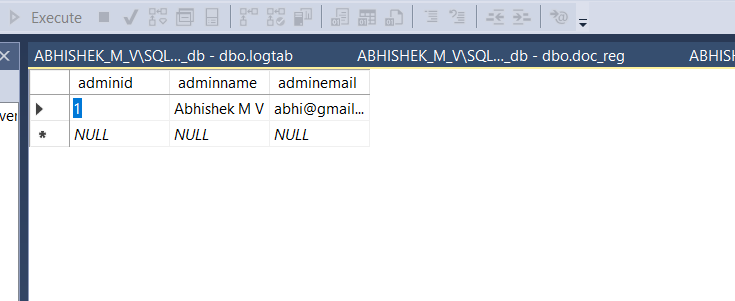 Execute
ABHISHEK_M_V\SQL..._db - dbo.logtab ABHISHEK_M_V\SQL..._db - dbo.doc_reg ABHIS
adminid adminname adminemail
1 Abhishek M V abhi@gmail...
ver
* NULL NULL NULL